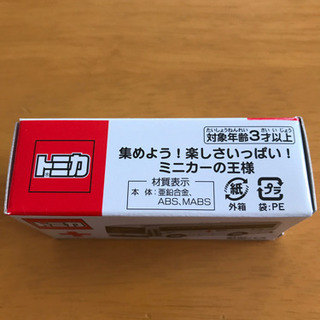 たいしょうねんれい さい いじょう
対象年齢3才以上
トミカ
集めよう!楽しさいっぱい!
ミニカーの王様
材質表示
本 体:亜鉛合金、
ABS、MABS
紙
外箱
プラ
袋:PE